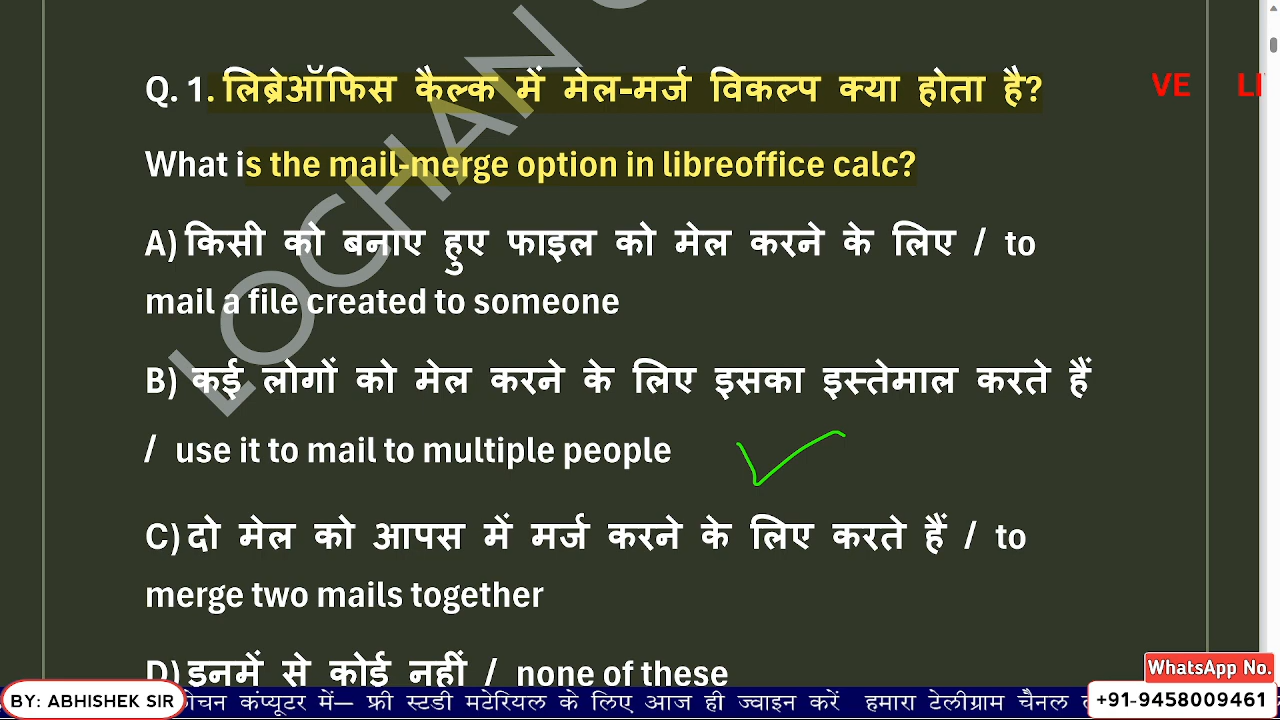 Q. 1. लिब्रेऑफिस कैल्क में मेल-मर्ज विकल्प क्या होता है?
VE LI
What is the mail-merge option in libreoffice calc?
A) किसी को बनाए हुए फाइल को मेल करने के लिए / to
mail a file created to someone
B) कई लोगों को मेल करने के लिए इसका इस्तेमाल करते हैं
/ use it to mail to multiple people
C) दो मेल को आपस में मर्ज करने के लिए करते हैं / to
merge two mails together
D) इनमें से कोई नहीं / none of these
LOCHAN
WhatsApp No.
BY: ABHISHEK SIR
कंप्यूटर में— फ्री स्टडी मटेरियल के लिए आज ही ज्वाइन करें हमारा टेलीग्राम चैनल
+91-9458009461